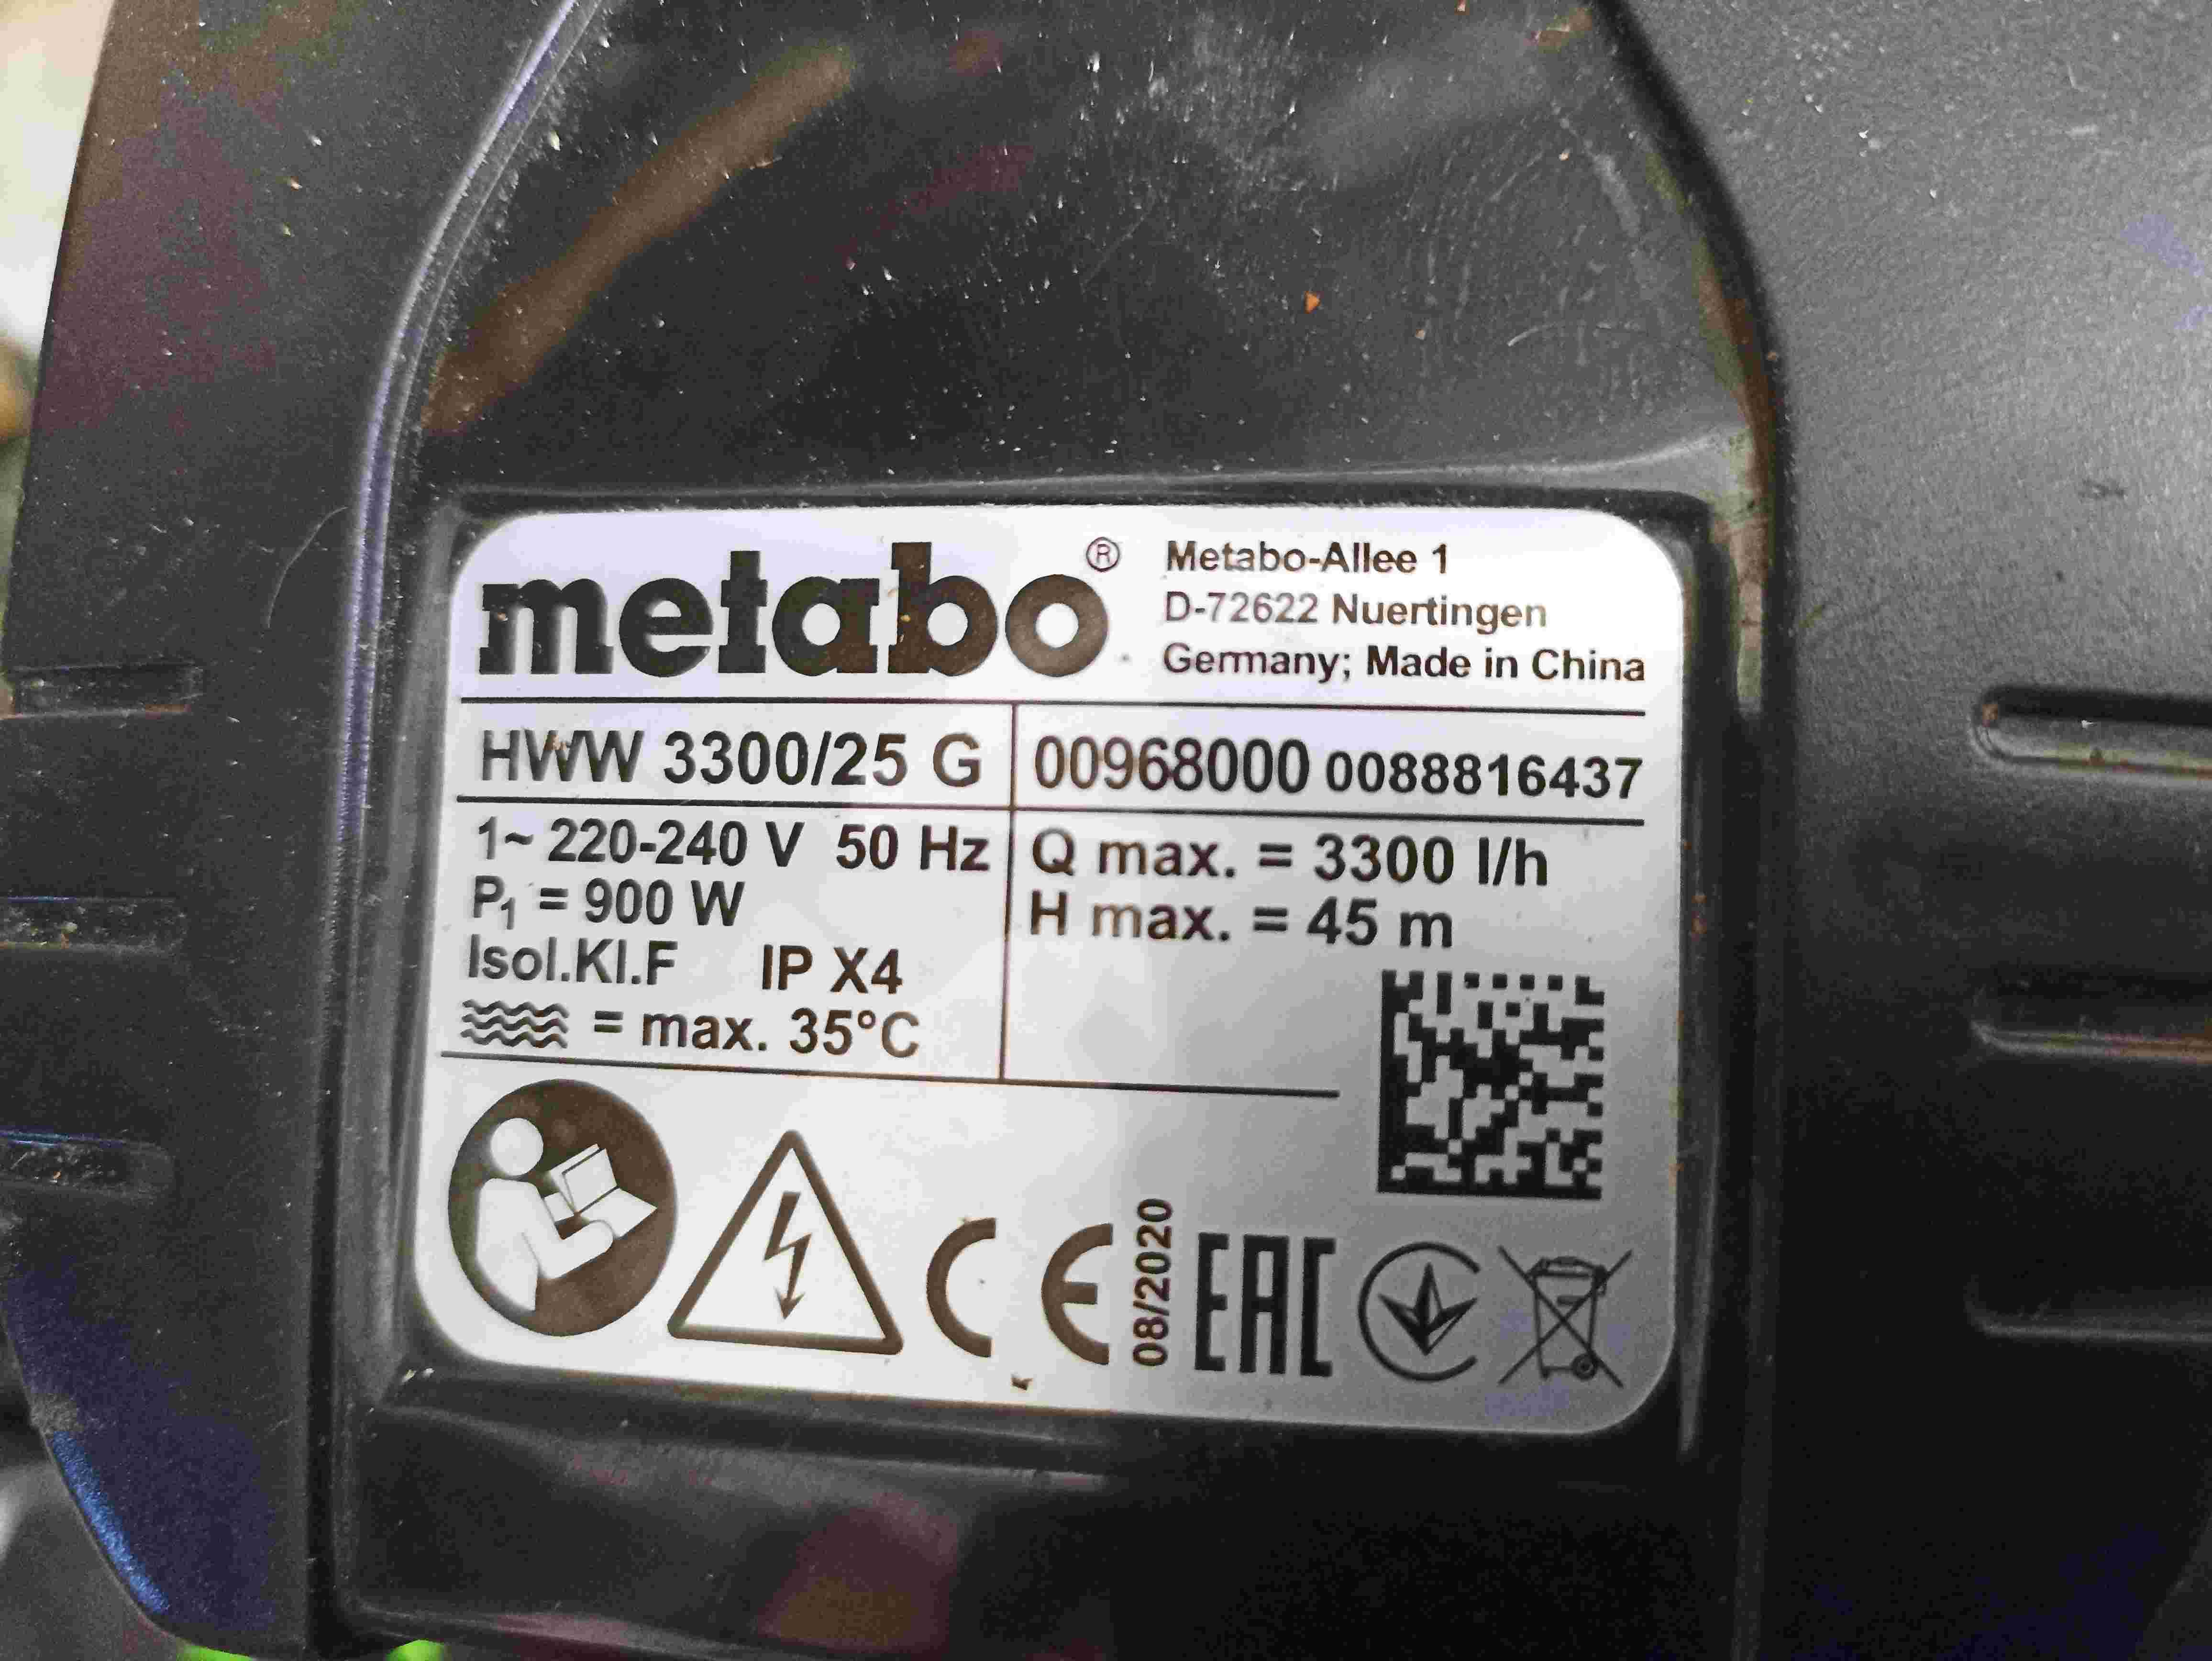 metabo®
Metabo-Allee 1
D-72622 Nuertingen
Germany; Made in China
HWW 3300/25 G
00968000 0088816437
1~ 220-240 V 50 Hz
P₁ = 900 W
Isol.Kl.F IP X4
= max. 35°C
Q max. = 3300 l/h
H max. = 45 m
CE
08/2020
EAC